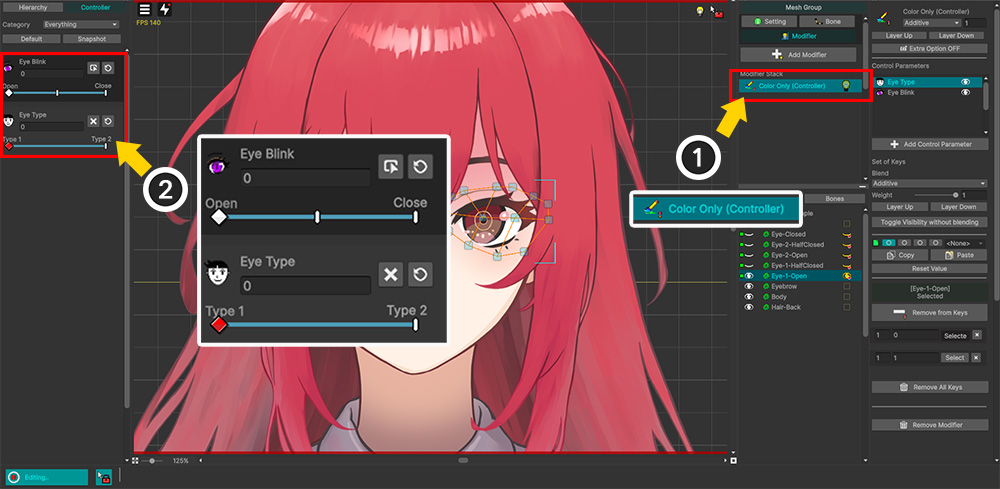 Hierarchy
Controller
Category
Everything
Default
Snapshot
Eye Blink
0
Open
Close
Eye Type
0
Type 1
Type 2
FPS 140
2
Eye Blink
0
Open
Close
Eye Type
0
Type 1
Type 2
125%
Editing..
Mesh Group
Setting
Bone
Modifier
Add Modifier
Modifier Stack
Color Only (Controller)
1
Color Only (Controller)
Bones
Eye-Closed
Eye-2-HalfClosed
Eye-2-Open
Eye-1-HalfClosed
Eye-1-Open
Eyebrow
Body
Hair-Back
Color Only (Controller)
Additive
1
Layer Up
Layer Down
Extra Option OFF
Control Parameters
Eye Type
Eye Blink
Add Control Parameter
Set of Keys
Blend
Additive
Weight
1
Layer Up
Layer Down
Toggle Visibility without blending
<None>
Copy
Paste
Reset Value
[Eye-1-Open]
Selected
Remove from Keys
1 0 Selecte
1 1 Select
Remove All Keys
Remove Modifier